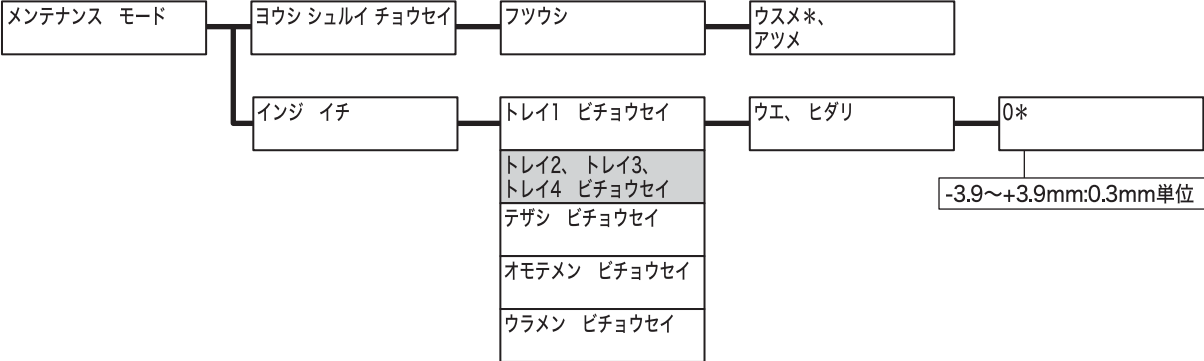 メンテナンス モード
ヨウシ シュルイ チョウセイ
フツウシ
ウスメ*、
アツメ
インジ イチ
トレイ1 ビチョウセイ
ウエ、 ヒダリ
0*
トレイ2、 トレイ3、
トレイ4 ビチョウセイ
-3.9〜+3.9mm:0.3mm単位
テザシ ビチョウセイ
オモテメン ビチョウセイ
ウラメン ビチョウセイ